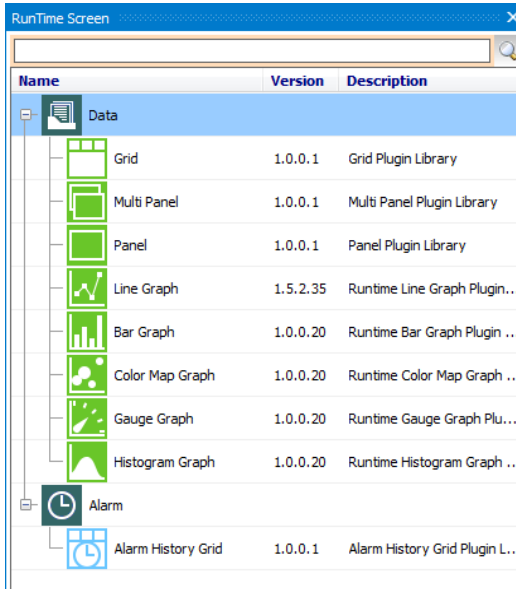 RunTime Screen
Name Version Description
Data
Grid 1.0.0.1 Grid Plugin Library
Multi Panel 1.0.0.1 Multi Panel Plugin Library
Panel 1.0.0.1 Panel Plugin Library
Line Graph 1.5.2.35 Runtime Line Graph Plugin..
Bar Graph 1.0.0.20 Runtime Bar Graph Plugin ..
Color Map Graph 1.0.0.20 Runtime Color Map Graph ..
Gauge Graph 1.0.0.20 Runtime Gauge Graph Plu...
Histogram Graph 1.0.0.20 Runtime Histogram Graph ..
Alarm
Alarm History Grid 1.0.0.1 Alarm History Grid Plugin L...